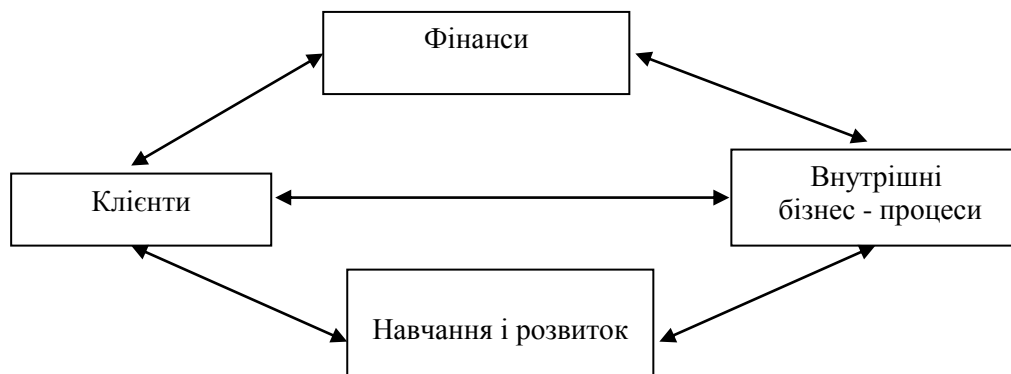 Фінанси
Клієнти
Внутрішні
бізнес - процеси
Навчання і розвиток